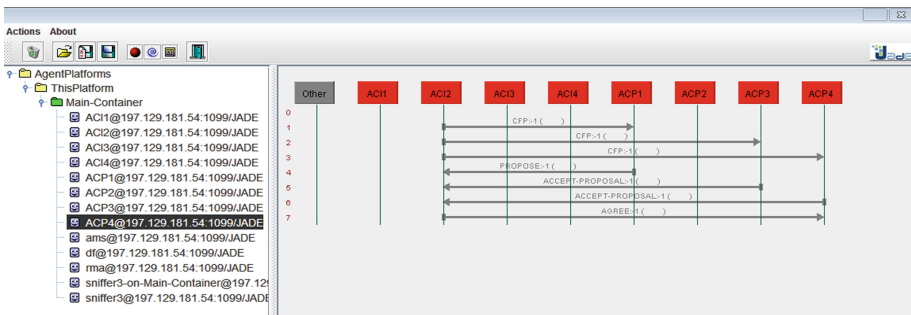 Actions About
Jade
AgentPlatforms
ThisPlatform
Main-Container
ACI1@197.129.181.54:1099/JADE
ACI2@197.129.181.54:1099/JADE
ACI3@197.129.181.54:1099/JADE
ACI4@197.129.181.54:1099/JADE
ACP1@197.129.181.54:1099/JADE
ACP2@197.129.181.54:1099/JADE
ACP3@197.129.181.54:1099/JADE
ACP4@197.129.181.54:1099/JADE
ams@197.129.181.54:1099/JADE
df@197.129.181.54:1099/JADE
rma@197.129.181.54:1099/JADE
sniffer3-on-Main-Container@197.129
sniffer3@197.129.181.54:1099/JADE
Other ACI1 ACI2 ACI3 ACI4 ACP1 ACP2 ACP3 ACP4
0
1 CFP:-1 ( )
2 CFP:-1 ( )
3 CFP:-1 ( )
4 PROPOSE:-1 ( )
5 ACCEPT-PROPOSAL:-1 ( )
6 ACCEPT-PROPOSAL:-1 ( )
7 AGREE:-1 ( )